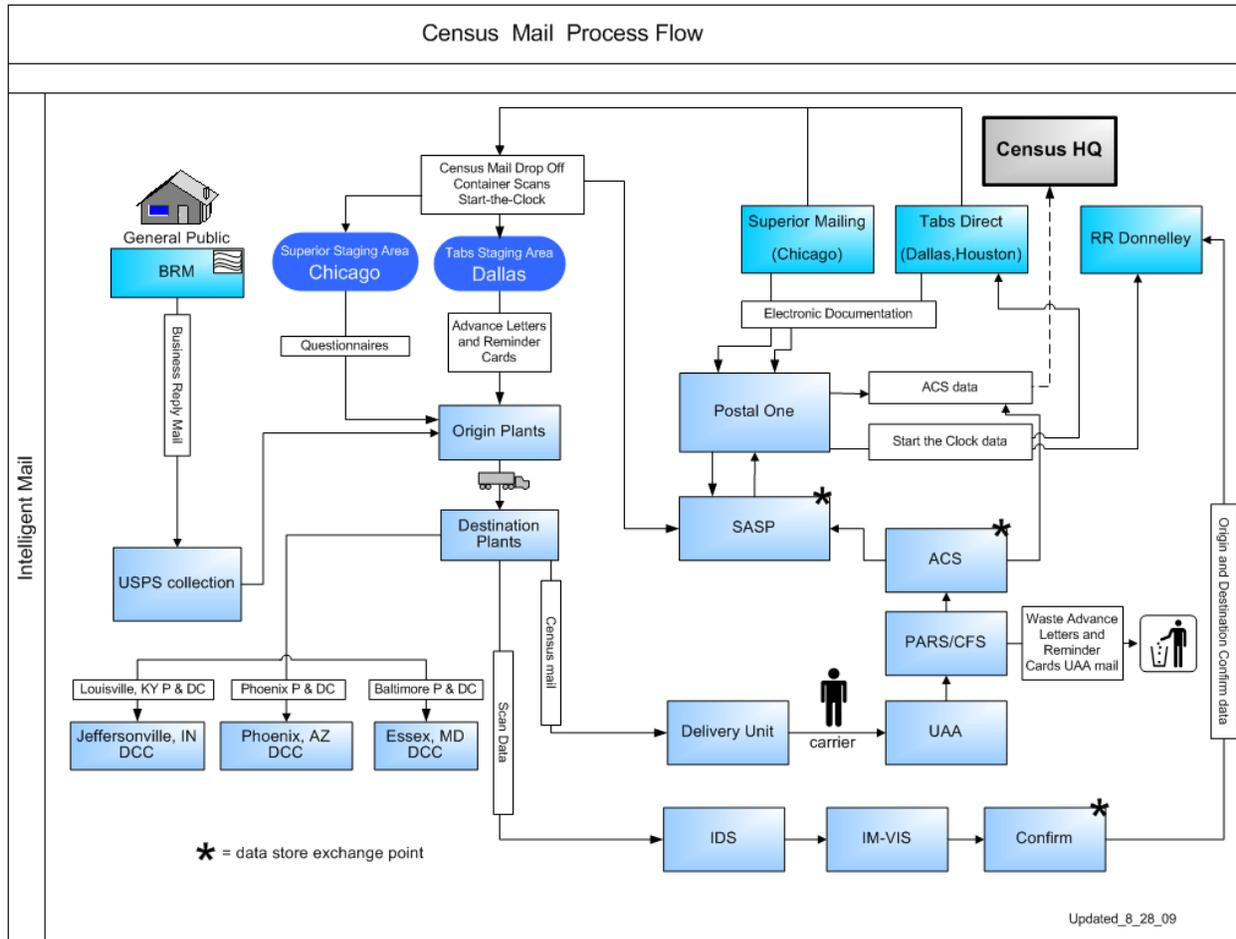 Census Mail Process Flow
Intelligent Mail
Census Mail Drop Off
Container Scans
Start-the-Clock
Census HQ
General Public
BRM
Superior Staging Area
Chicago
Tabs Staging Area
Dallas
Superior Mailing
(Chicago)
Tabs Direct
(Dallas,Houston)
RR Donnelley
Electronic Documentation
Business Reply Mail
Questionnaires
Advance Letters
and Reminder
Cards
Postal One
ACS data
Start the Clock data
Origin Plants
Destination
Plants
SASP
*
ACS
*
USPS collection
PARS/CFS
Waste Advance
Letters and
Reminder
Cards UAA mail
Origin and Destination Confirm data
Census mail
Scan Data
Louisville, KY P & DC
Phoenix P & DC
Baltimore P & DC
Jeffersonville, IN
DCC
Phoenix, AZ
DCC
Essex, MD
DCC
Delivery Unit
carrier
UAA
IDS
IM-VIS
Confirm
*
* = data store exchange point
Updated_8_28_09